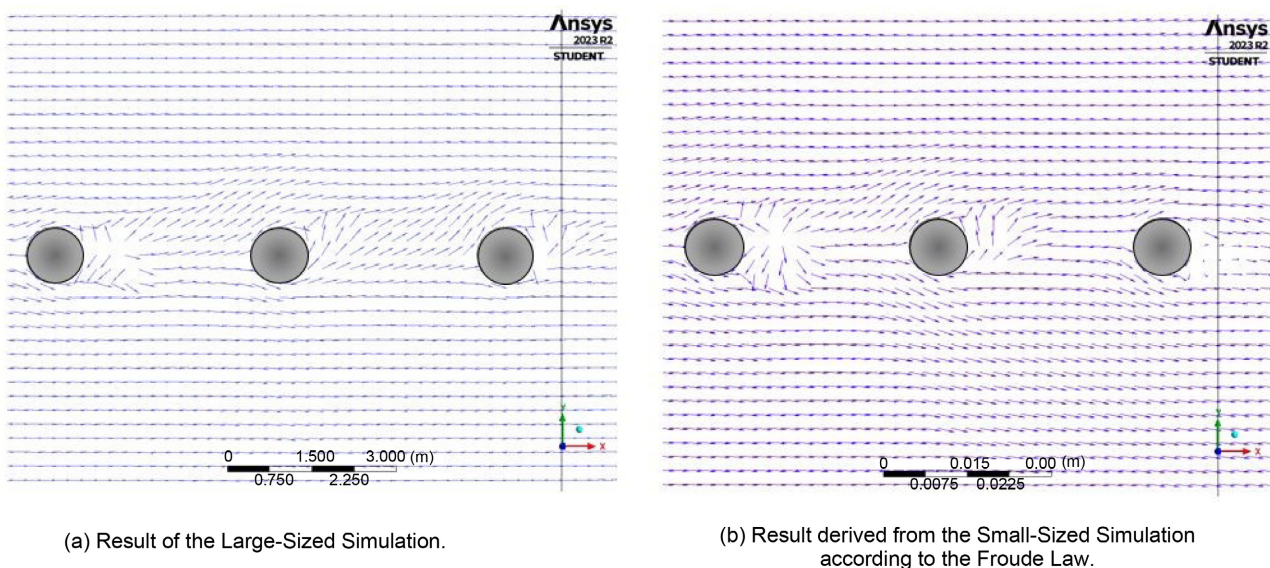 Ansys
2023 R2
STUDENT
Y
X
0 1.500 3.000 (m)
0.750 2.250
(a) Result of the Large-Sized Simulation.
Ansys
2023 R2
STUDENT
Y
X
0 0.015 0.00 (m)
0.0075 0.0225
(b) Result derived from the Small-Sized Simulation
according to the Froude Law.